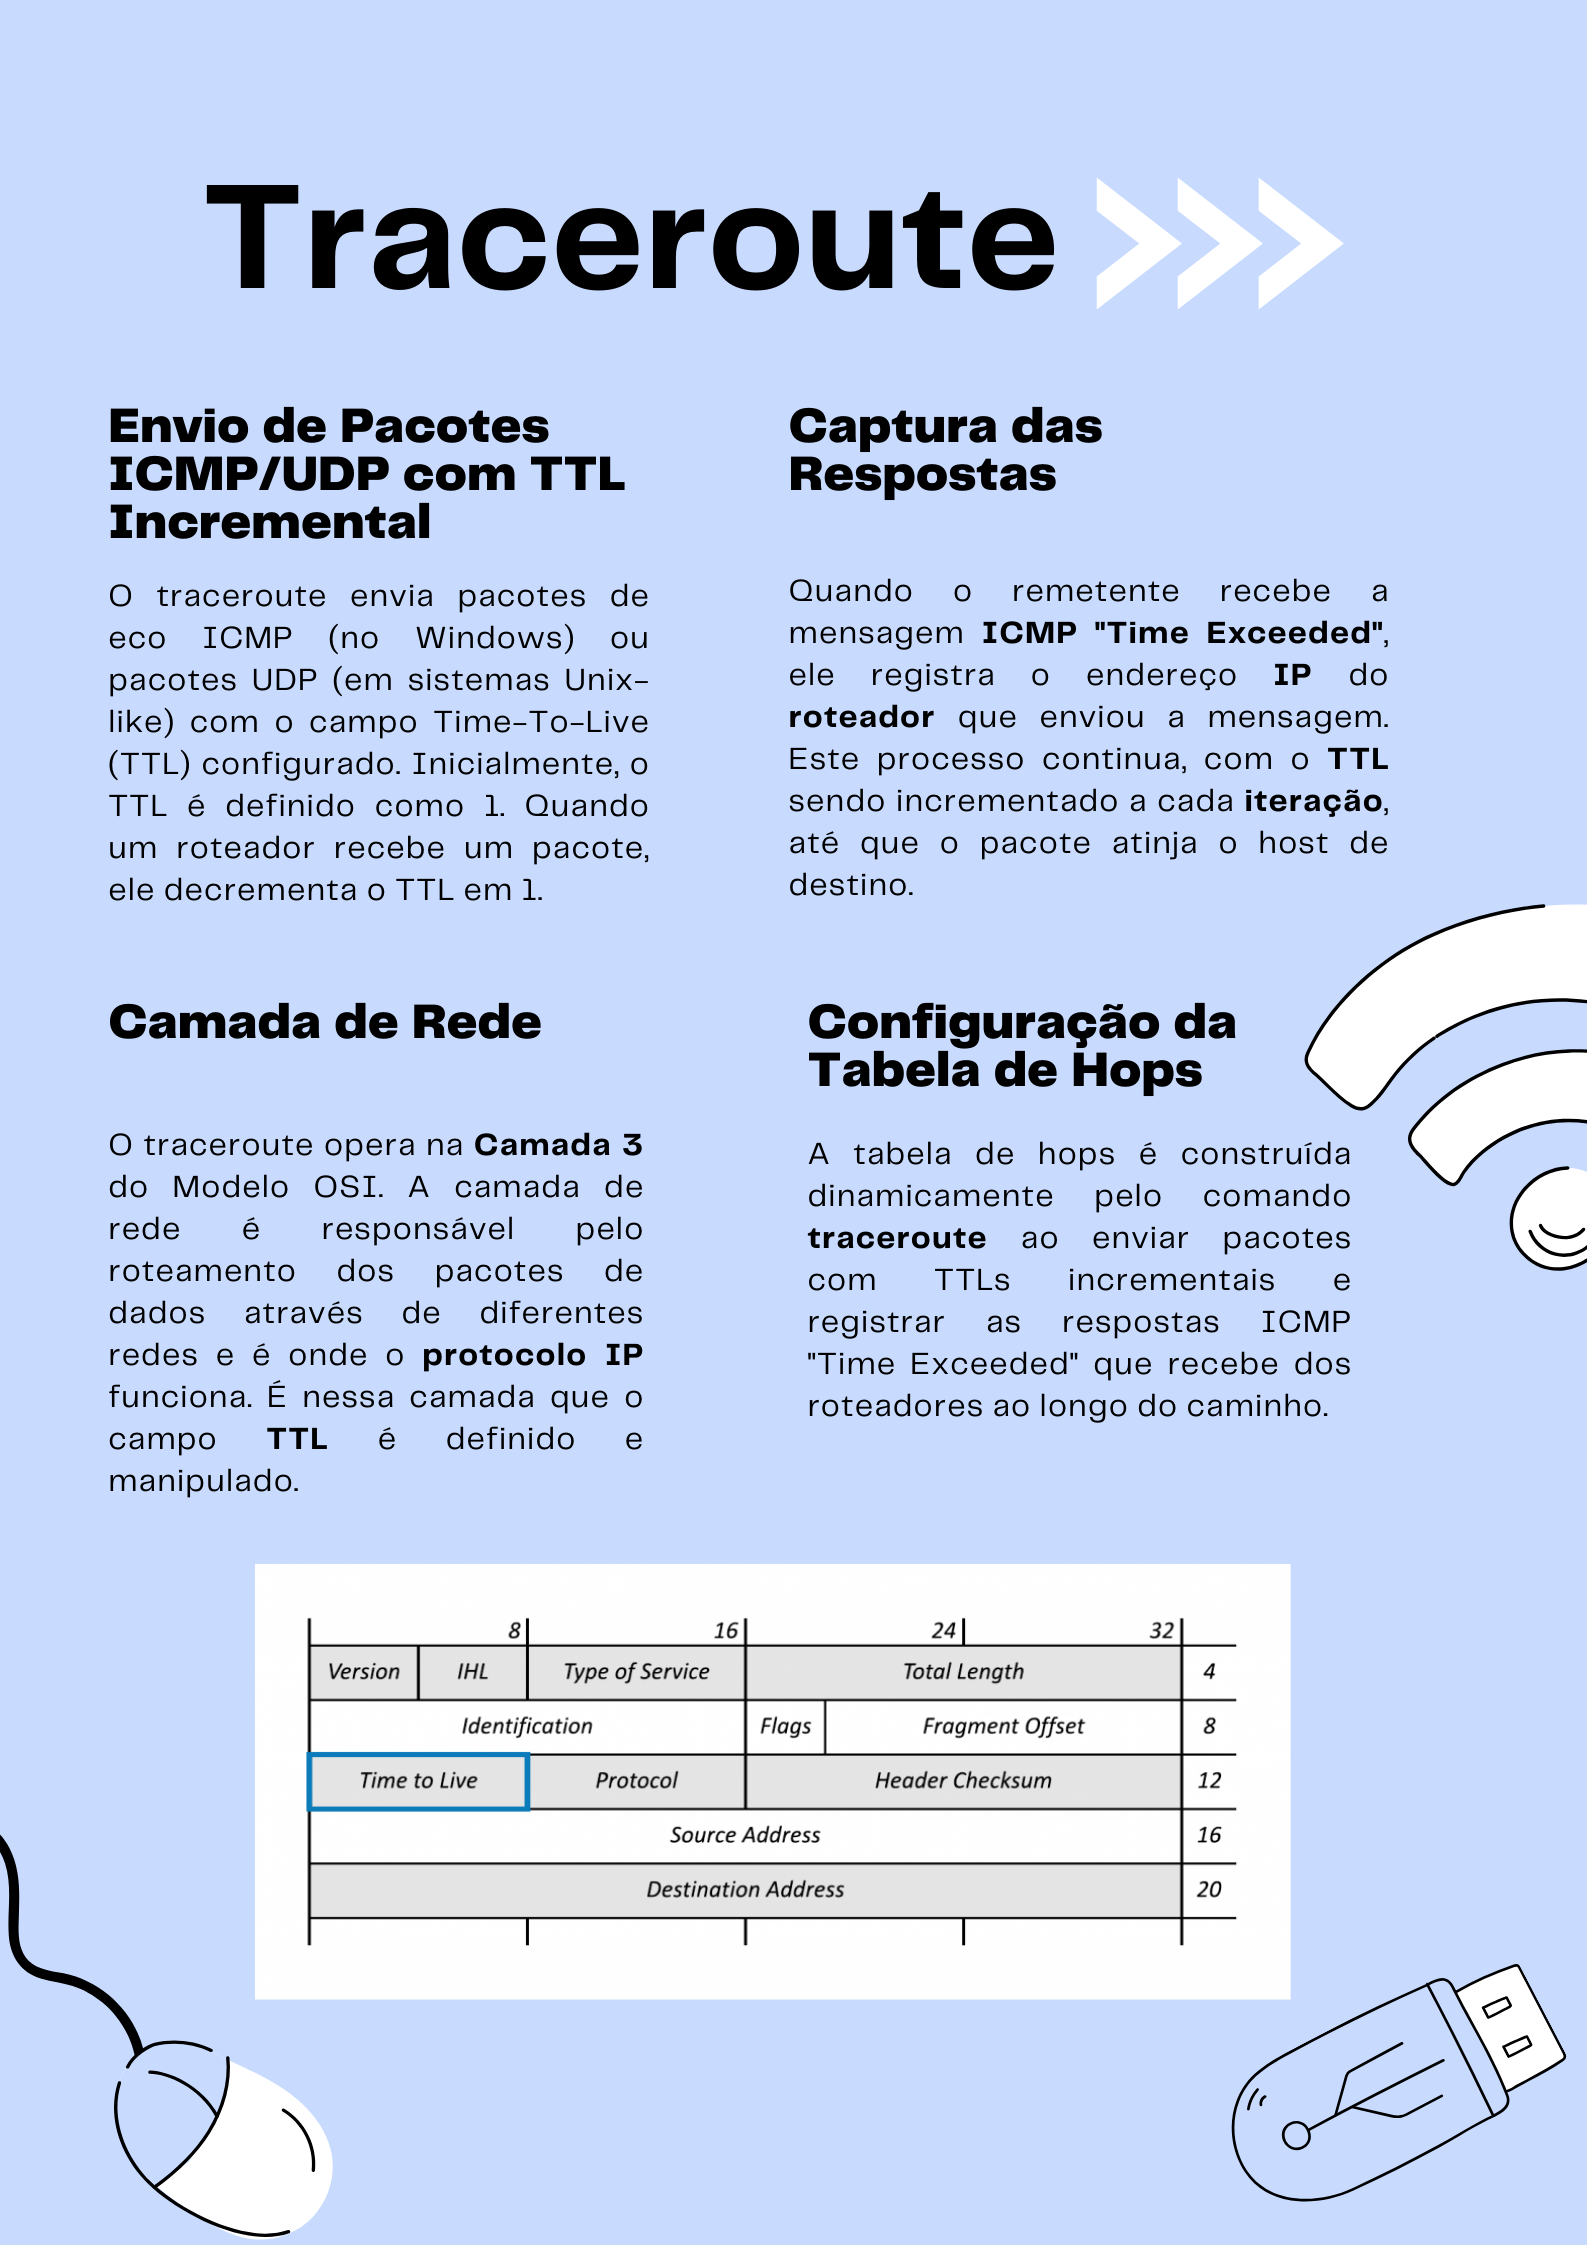 Traceroute
Envio de Pacotes
ICMP/UDP com TTL
Incremental
O traceroute envia pacotes de
eco ICMP (no Windows) ou
pacotes UDP (em sistemas Unix-
like) com o campo Time-To-Live
(TTL) configurado. Inicialmente, o
TTL é definido como 1. Quando
um roteador recebe um pacote,
ele decrementa o TTL em 1.
Captura das
Respostas
Quando o remetente recebe a
mensagem ICMP "Time Exceeded",
ele registra o endereço IP do
roteador que enviou a mensagem.
Este processo continua, com o TTL
sendo incrementado a cada iteração,
até que o pacote atinja o host de
destino.
Camada de Rede
O traceroute opera na Camada 3
do Modelo OSI. A camada de
rede é responsável pelo
roteamento dos pacotes de
dados através de diferentes
redes e é onde o protocolo IP
funciona. É nessa camada que o
campo TTL é definido e
manipulado.
Configuração da
Tabela de Hops
A tabela de hops é construída
dinamicamente pelo comando
traceroute ao enviar pacotes
com TTLs incrementais e
registrar as respostas ICMP
"Time Exceeded" que recebe dos
roteadores ao longo do caminho.
8 16 24 32
Version IHL Type of Service Total Length 4
Identification Flags Fragment Offset 8
Time to Live Protocol Header Checksum 12
Source Address 16
Destination Address 20